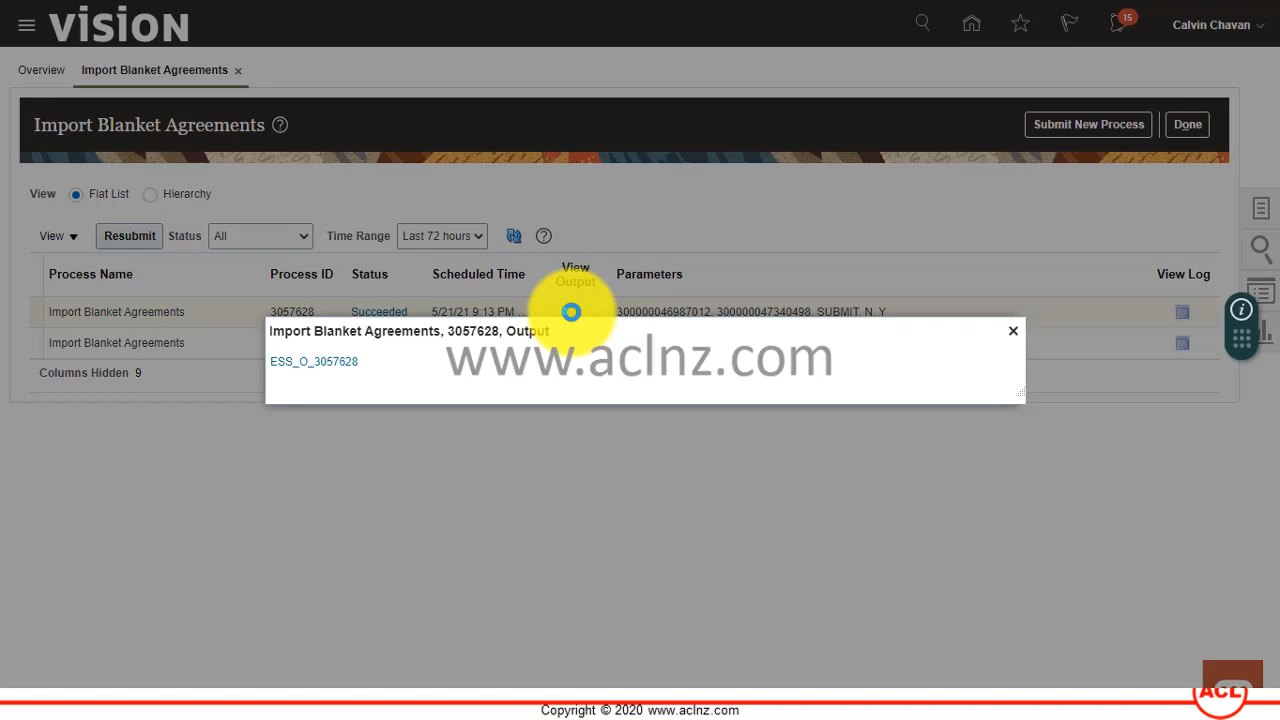 VISION
15
Calvin Chavan
Overview
Import Blanket Agreements ×
Import Blanket Agreements ?
Submit New Process
Done
View Flat List Hierarchy
View Resubmit Status All Time Range Last 72 hours ?
Process Name Process ID Status Scheduled Time View Output Parameters View Log
Import Blanket Agreements 3057628 Succeeded 5/21/21 9:13 PM ... 300000046987012, 300000047340498, SUBMIT, N, Y
Import Blanket Agreements, 3057628, Output ×
Import Blanket Agreements
ESS_O_3057628
www.aclnz.com
Columns Hidden 9
ACL
Copyright © 2020 www.aclnz.com